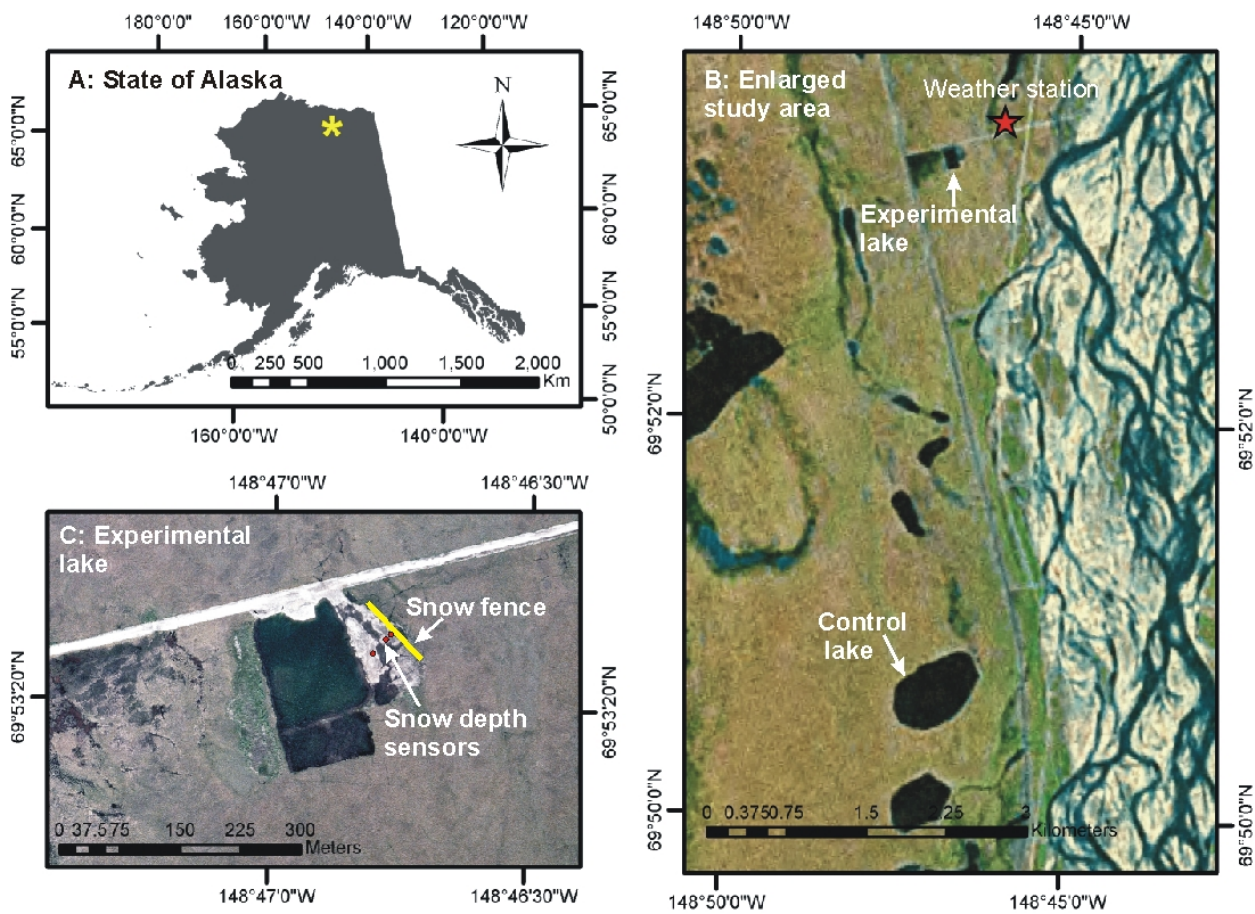 180°0'0" 160°0'0"W 140°0'0"W 120°0'0"W
A: State of Alaska
N
65°0'0"N
60°0'0"N
55°0'0"N
65°0'0"N
60°0'0"N
55°0'0"N
50°0'0"N
0 250 500 1,000 1,500 2,000
Km
160°0'0"W 140°0'0"W
148°50'0"W 148°45'0"W
B: Enlarged
study area
Weather station
Experimental
lake
69°52'0"N
69°52'0"N
Control
lake
69°50'0"N
69°50'0"N
0 0.375 0.75 1.5 2.25 3
Kilometers
148°50'0"W 148°45'0"W
148°47'0"W 148°46'30"W
C: Experimental
lake
Snow fence
Snow depth
sensors
69°53'20"N
69°53'20"N
0 37.5 75 150 225 300
Meters
148°47'0"W 148°46'30"W